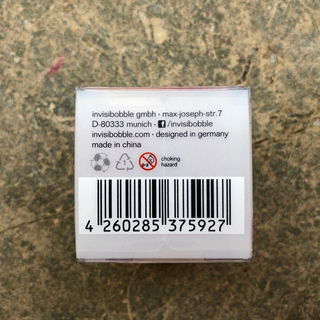 invisibobble gmbh · max-joseph-str.7
D-80333 munich · f/invisibobble
invisibobble.com · designed in germany
made in china
choking
hazard
4 260285 375927